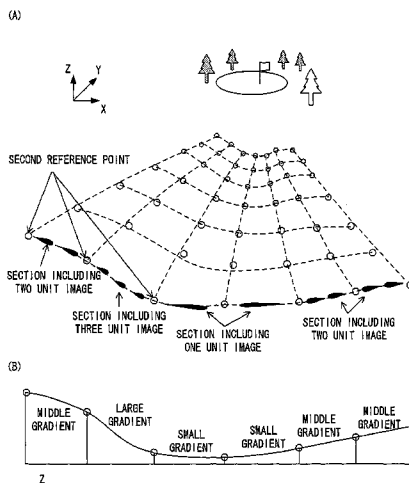 (A)
Z
Y
X
SECOND REFERENCE POINT
SECTION INCLUDING
TWO UNIT IMAGE
SECTION INCLUDING
THREE UNIT IMAGE
SECTION INCLUDING
ONE UNIT IMAGE
SECTION INCLUDING
TWO UNIT IMAGE
(B)
MIDDLE
GRADIENT
LARGE
GRADIENT
SMALL
GRADIENT
SMALL
GRADIENT
MIDDLE
GRADIENT
MIDDLE
GRADIENT
Z